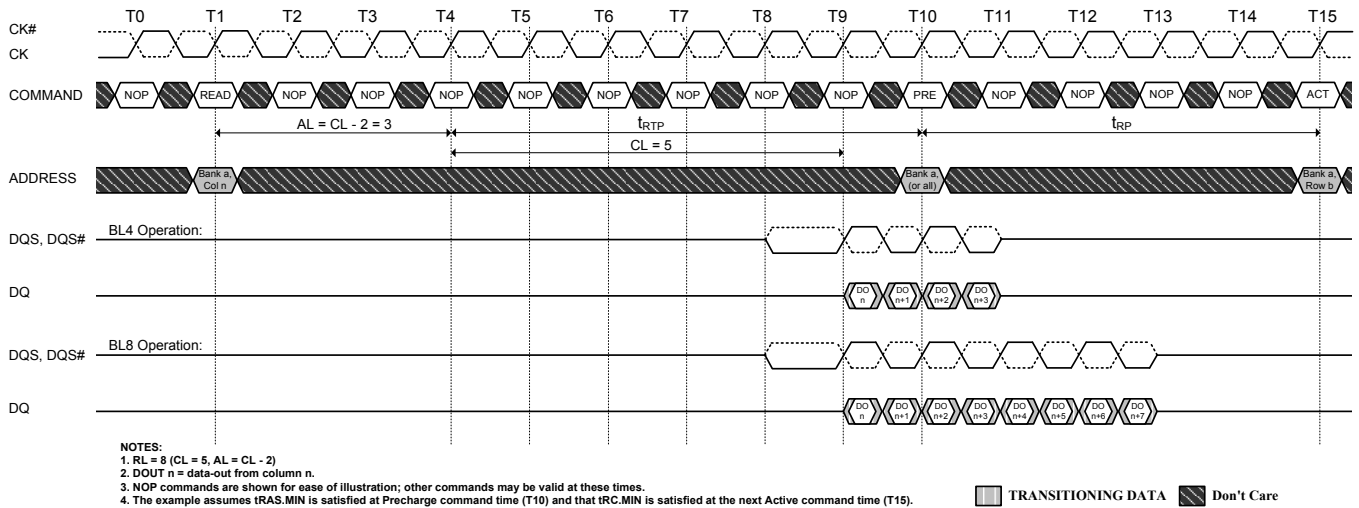 T0 T1 T2 T3 T4 T5 T6 T7 T8 T9 T10 T11 T12 T13 T14 T15
CK#
CK
COMMAND NOP READ NOP NOP NOP NOP NOP NOP NOP NOP PRE NOP NOP NOP NOP ACT
AL = CL - 2 = 3 tRTP tRP
CL = 5
ADDRESS Bank a, Col n Bank a, (or all) Bank a, Row b
BL4 Operation:
DQS, DQS#
DQ DO n DO n+1 DO n+2 DO n+3
BL8 Operation:
DQS, DQS#
DQ DO n DO n+1 DO n+2 DO n+3 DO n+4 DO n+5 DO n+6 DO n+7
NOTES:
1. RL = 8 (CL = 5, AL = CL - 2)
2. DOUT n = data-out from column n.
3. NOP commands are shown for ease of illustration; other commands may be valid at these times.
4. The example assumes tRAS.MIN is satisfied at Precharge command time (T10) and that tRC.MIN is satisfied at the next Active command time (T15).
TRANSITIONING DATA Don't Care